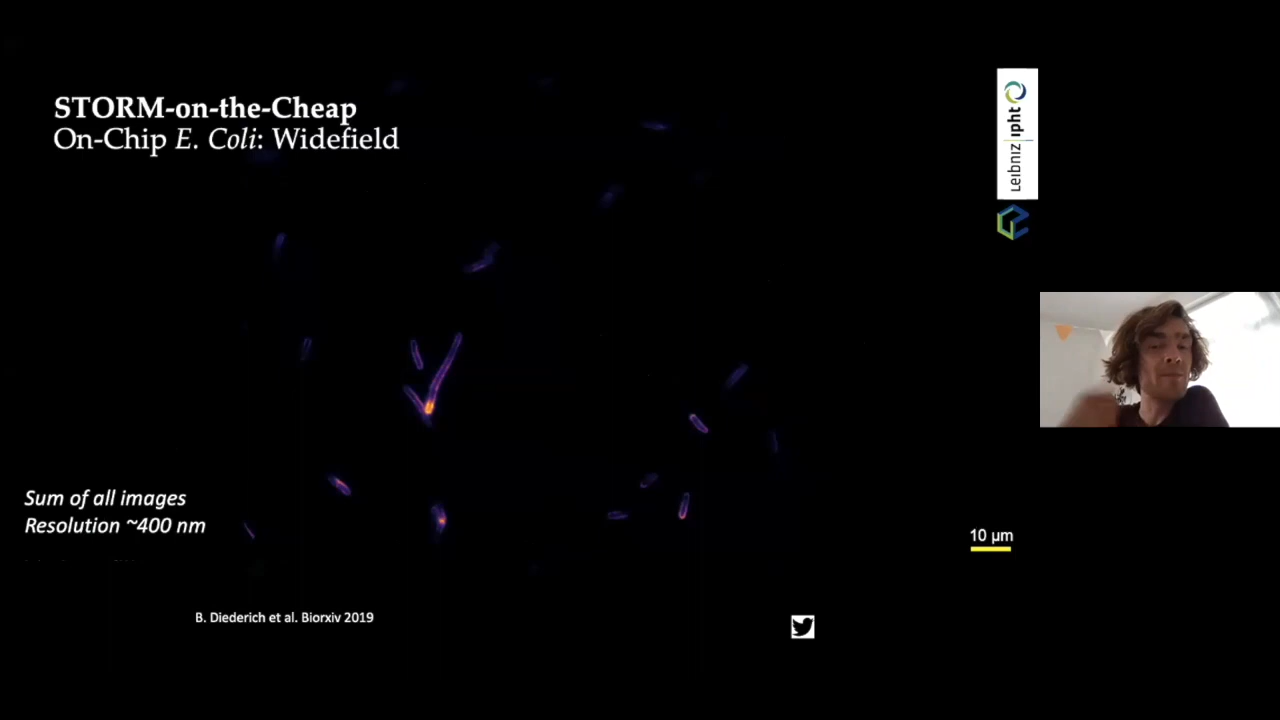 STORM-on-the-Cheap
On-Chip E. Coli: Widefield
Leibniz ipht
Sum of all images
Resolution ~400 nm
10 µm
B. Diederich et al. Biorxiv 2019